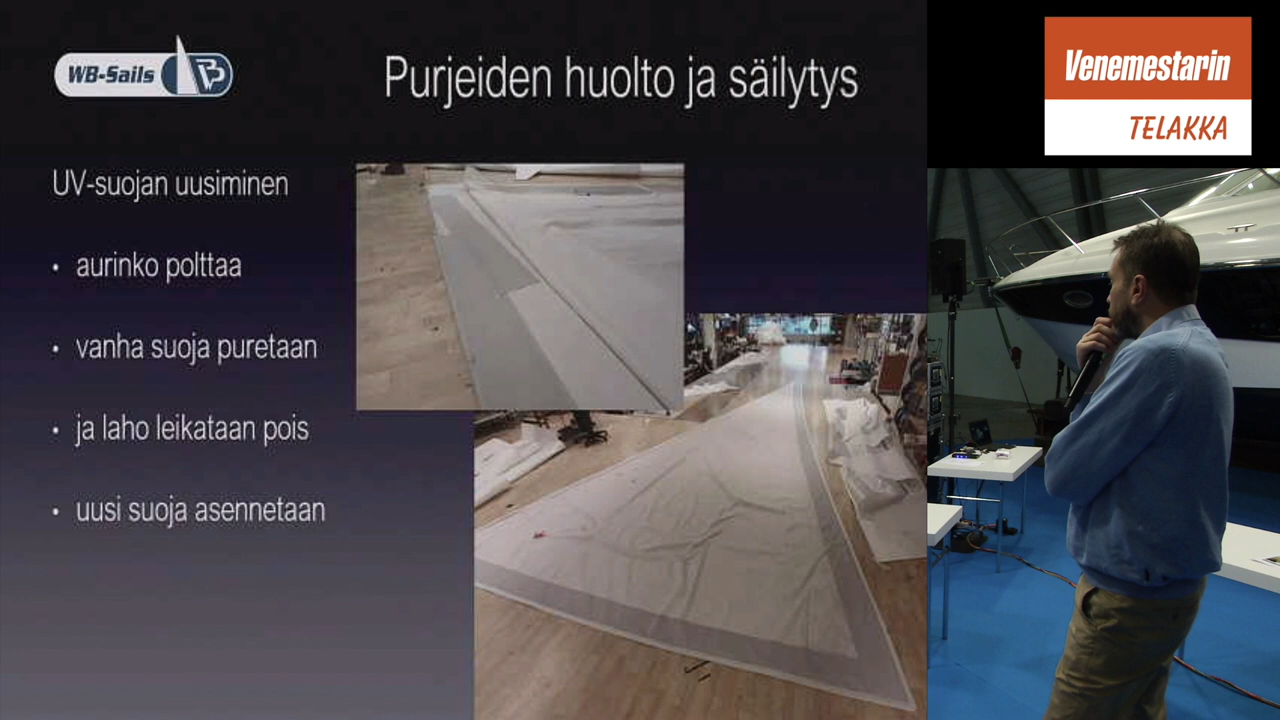 WB-Sails
Purjeiden huolto ja säilytys
UV-suojan uusiminen
• aurinko polttaa
• vanha suoja puretaan
• ja laho leikataan pois
• uusi suoja asennetaan
Venemestarin
TELAKKA